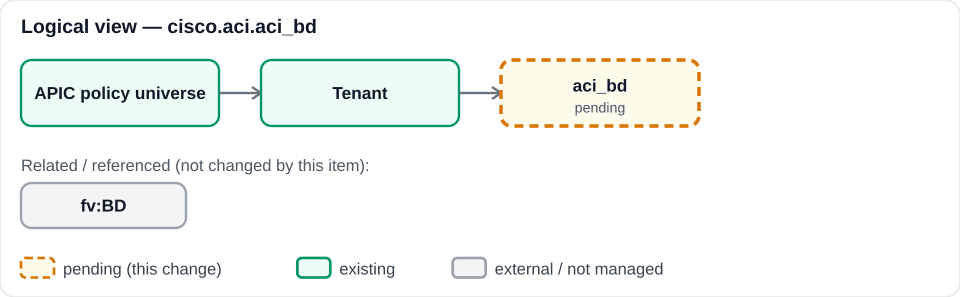 Logical view — cisco.aci.aci_bd
APIC policy universe
Tenant
aci_bd
pending
Related / referenced (not changed by this item):
fv:BD
pending (this change)
existing
external / not managed